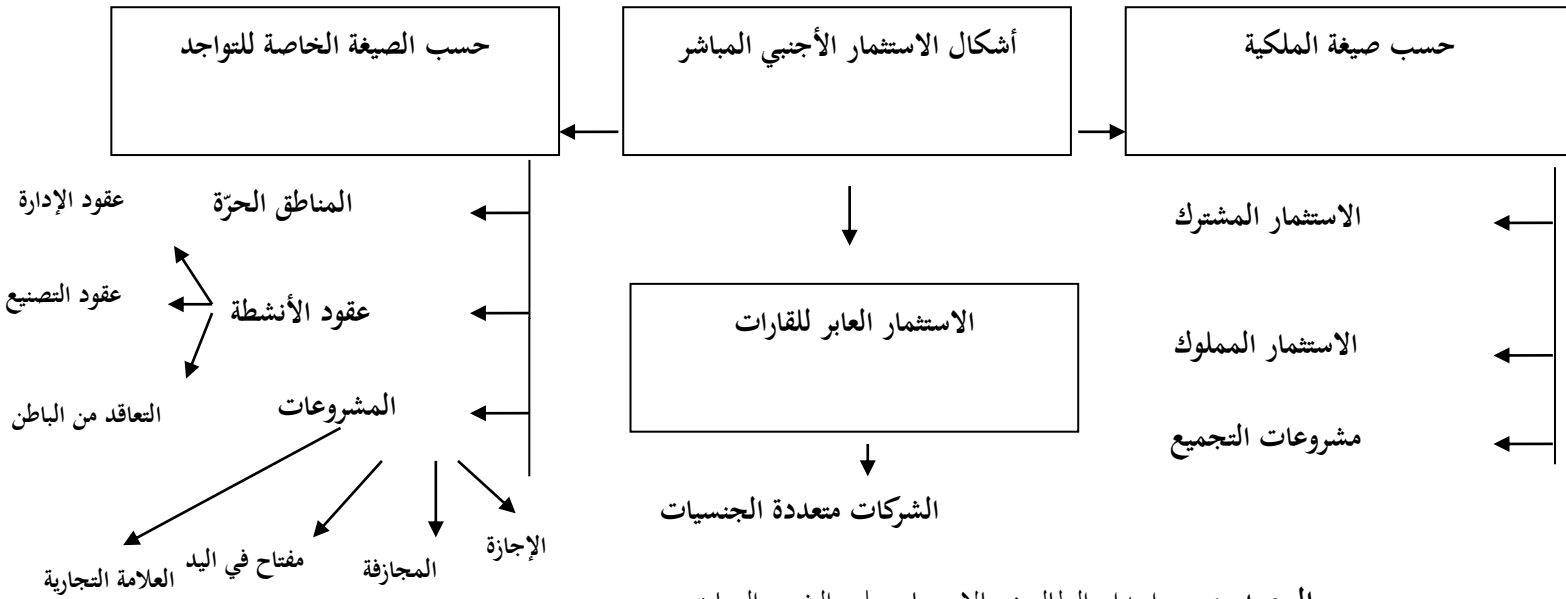 أشكال الاستثمار الأجنبي المباشر
حسب صيغة الملكية
الاستثمار المشترك
الاستثمار المملوك
مشروعات التجميع
الاستثمار العابر للقارات
الشركات متعددة الجنسيات
حسب الصيغة الخاصة للتواجد
المناطق الحرّة
عقود الأنشطة
عقود الإدارة
عقود التصنيع
التعاقد من الباطن
المشروعات
الإجازة
المجازفة
مفتاح في اليد
العلامة التجارية